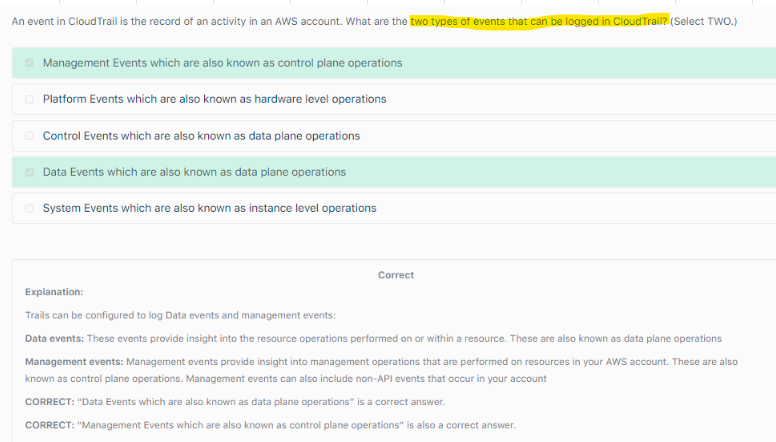 An event in CloudTrail is the record of an activity in an AWS account. What are the two types of events that can be logged in CloudTrail? (Select TWO.)
Management Events which are also known as control plane operations
Platform Events which are also known as hardware level operations
Control Events which are also known as data plane operations
Data Events which are also known as data plane operations
System Events which are also known as instance level operations
Correct
Explanation:
Trails can be configured to log Data events and management events:
Data events: These events provide insight into the resource operations performed on or within a resource. These are also known as data plane operations
Management events: Management events provide insight into management operations that are performed on resources in your AWS account. These are also
known as control plane operations. Management events can also include non-API events that occur in your account
CORRECT: "Data Events which are also known as data plane operations" is a correct answer.
CORRECT: "Management Events which are also known as control plane operations" is also a correct answer.